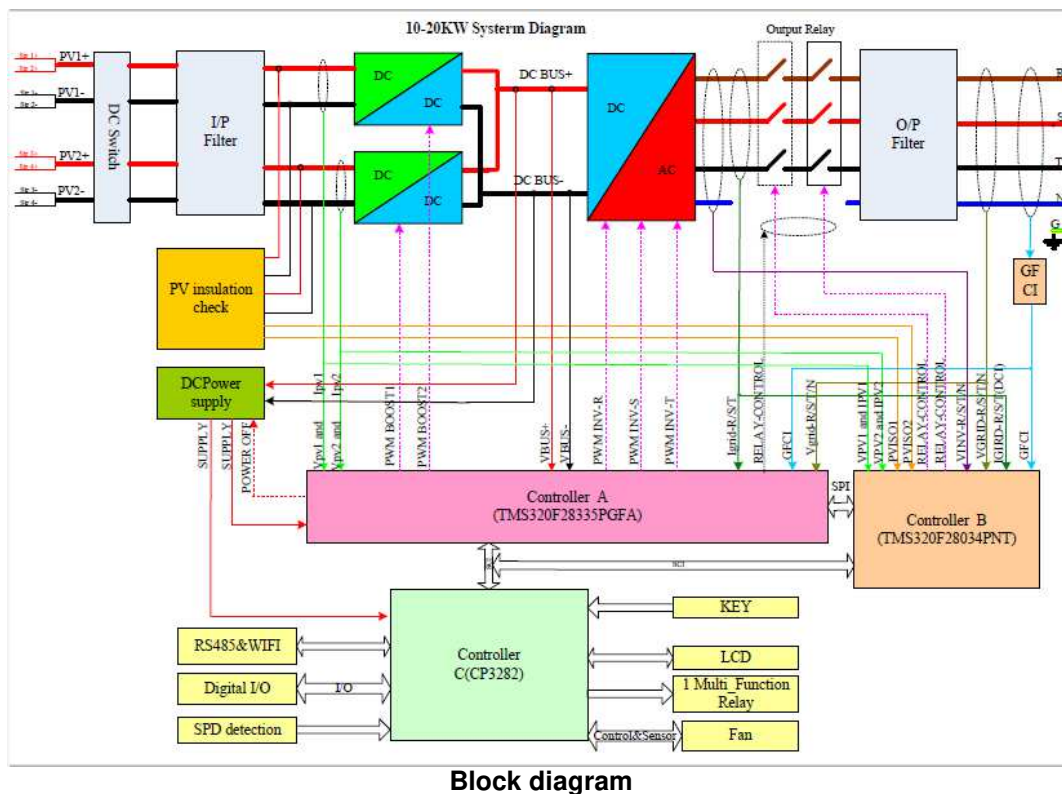 10-20KW Systerm Diagram
Output Relay
PV1+
PV1-
PV2+
PV2-
DC Switch
I/P
Filter
DC
DC
DC
DC
DC BUS+
DC BUS-
DC
AC
O/P
Filter
R
S
T
N
G
GF
CI
PV insulation
check
DCPower
supply
SUPPLY
SUPPLY
POWER OFF
Vpv1 and Ipv1
Vpv2 and Ipv2
PWM BOOST1
PWM BOOST2
VBUS+
VBUS-
PWM INV-R
PWM INV-S
PWM INV-T
Igrid-R/S/T
RELAY-CONTROL
GFCI
Vgrid-R/S/T/N
VPV1 and IPV1
VPV2 and IPV2
PVISO1
PVISO2
RELAY-CONTROL
RELAY-CONTROL
VINV-R/S/T/N
VGRID-R/S/T/N
IGRID-R/S/T(DCI)
GFCI
Controller A
(TMS320F28335PGFA)
SPI
Controller B
(TMS320F28034PNT)
SCI
Controller
C(CP3282)
RS485&WIFI
Digital I/O
I/O
SPD detection
KEY
LCD
1 Multi_Function
Relay
Control&Sensor
Fan
Block diagram